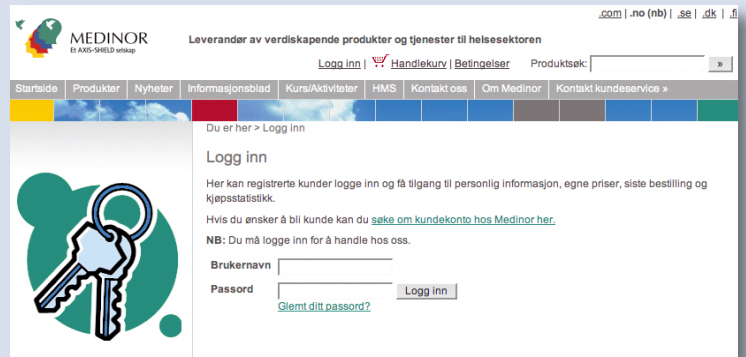 .com | .no (nb) | .se | .dk |
MEDINOR
Et AXIS-SHIELD selskap
Leverandør av verdiskapende produkter og tjenester til helsesektoren
Logg inn | Handlekurv | Betingelser Produktsøk: »
Startside Produkter Nyheter Informasjonsblad Kurs/Aktiviteter HMS Kontakt oss Om Medinor Kontakt kundeservice »
Du er her > Logg inn
Logg inn
Her kan registrerte kunder logge inn og få tilgang til personlig informasjon, egne priser, siste bestilling og
kjøpsstatistikk.
Hvis du ønsker å bli kunde kan du søke om kundekonto hos Medinor her.
NB: Du må logge inn for å handle hos oss.
Brukernavn
Passord Logg inn
Glemt ditt passord?